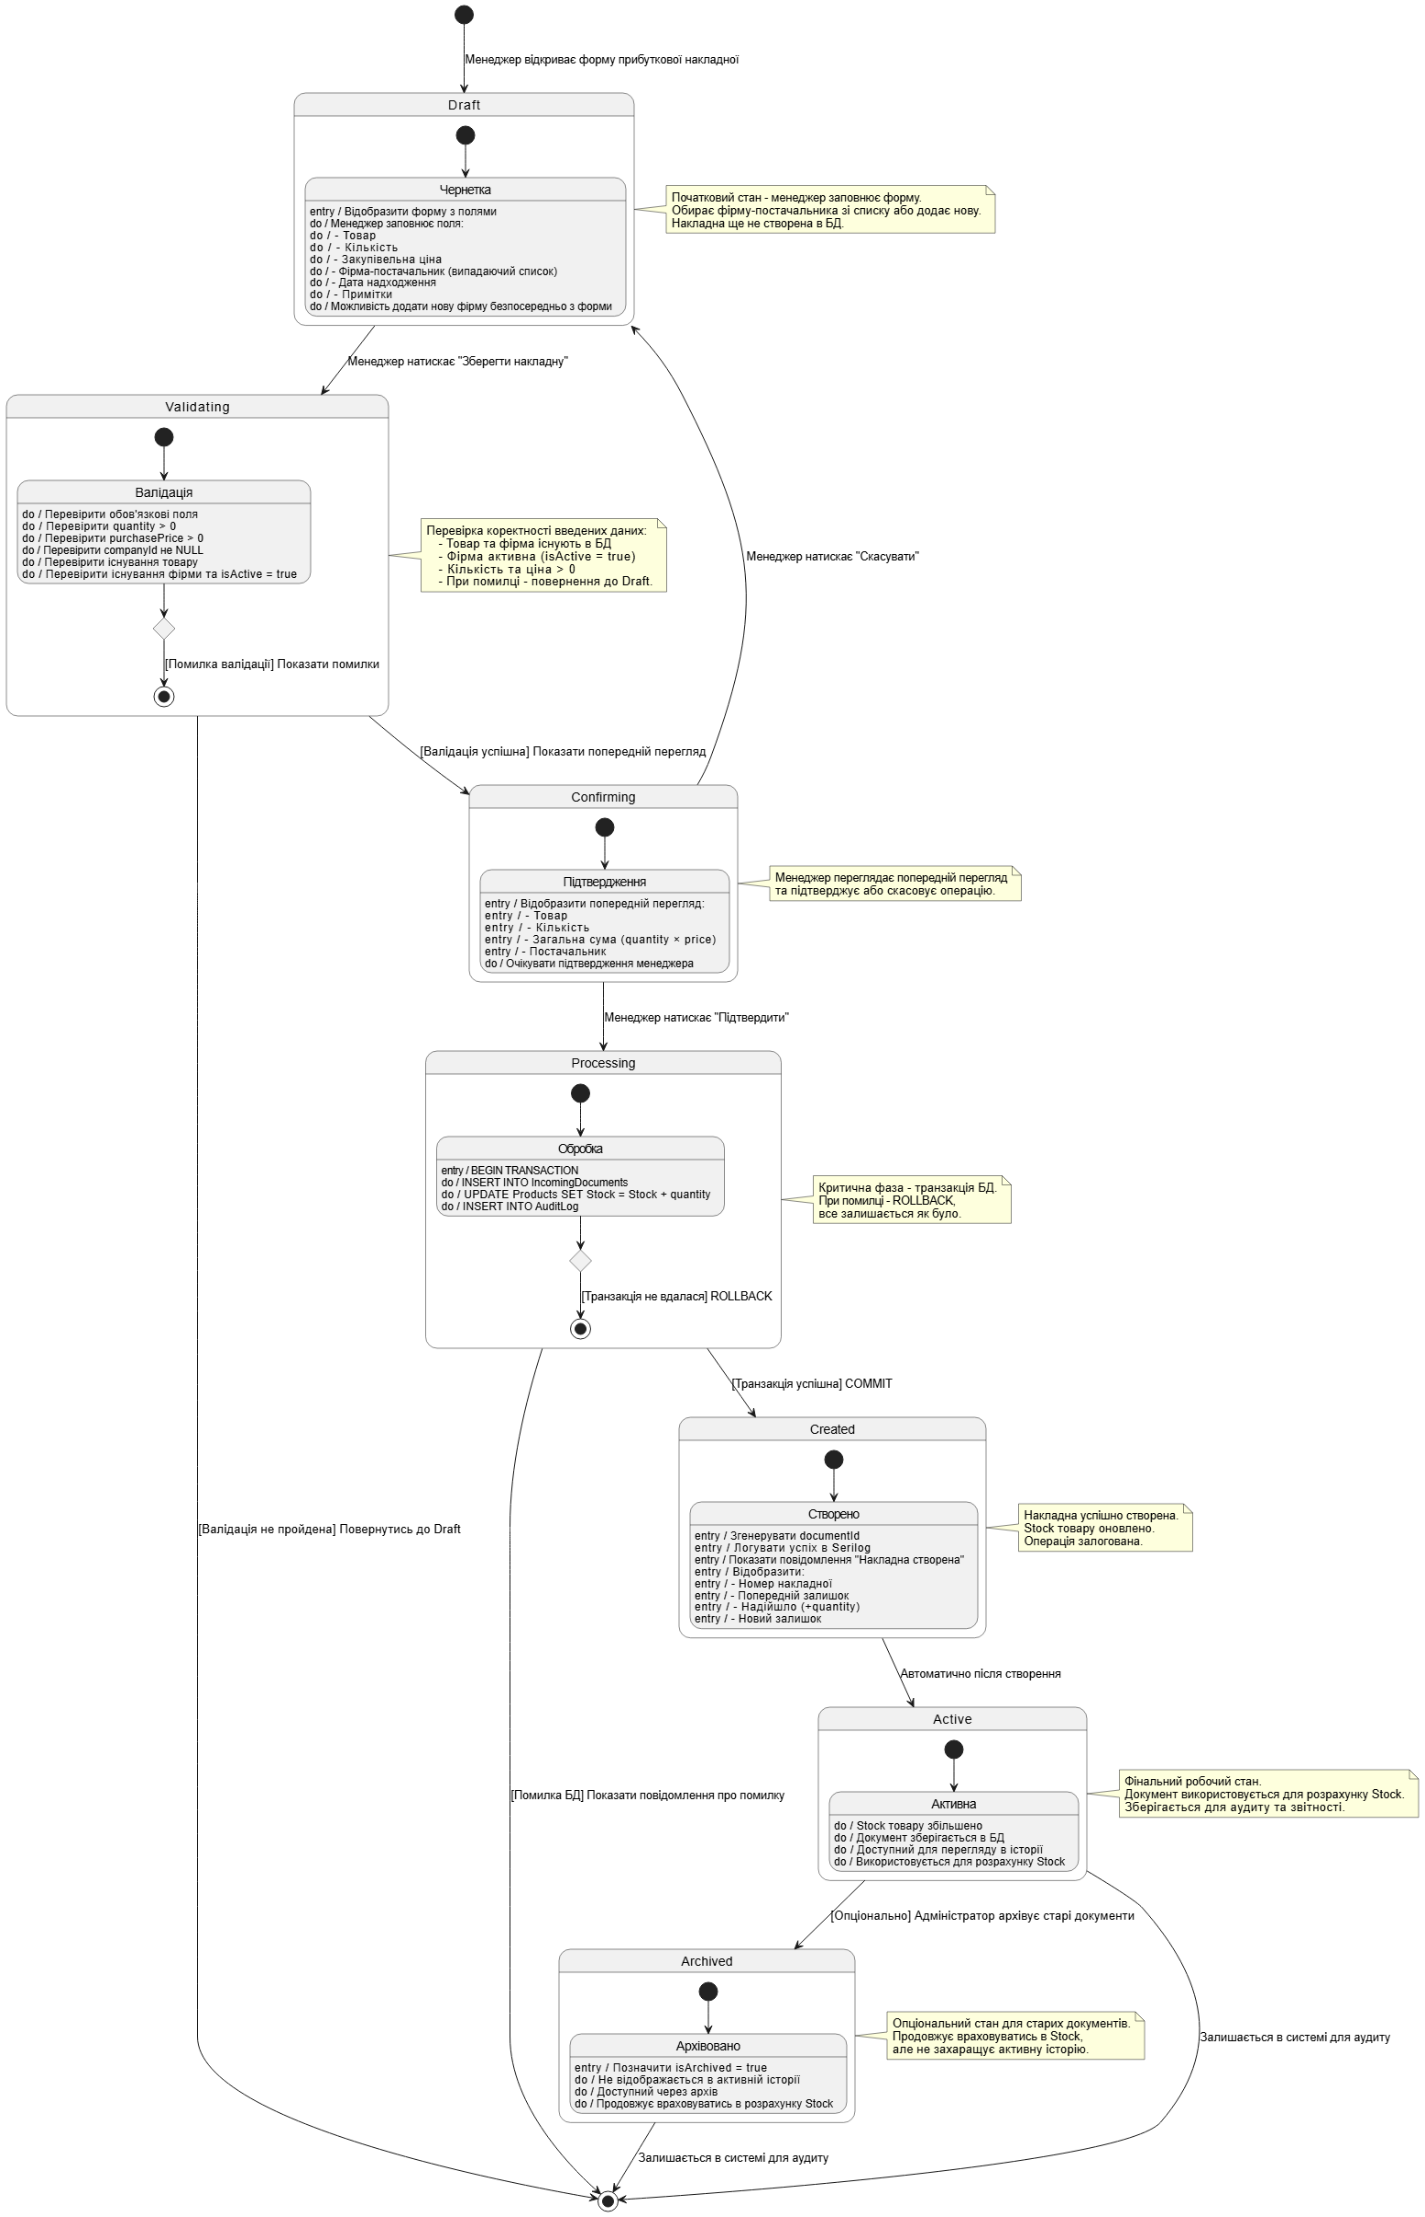 Менеджер відкриває форму прибуткової накладної
Draft
Чернетка
entry / Відобразити форму з полями
do / Менеджер заповнює поля:
do / - Товар
do / - Кількість
do / - Закупівельна ціна
do / - Фірма-постачальник (випадаючий список)
do / - Дата надходження
do / - Примітки
do / Можливість додати нову фірму безпосередньо з форми
Початковий стан - менеджер заповнює форму.
Обирає фірму-постачальника зі списку або додає нову.
Накладна ще не створена в БД.
Менеджер натискає "Зберегти накладну"
Validating
Валідація
do / Перевірити обов'язкові поля
do / Перевірити quantity > 0
do / Перевірити purchasePrice > 0
do / Перевірити companyId не NULL
do / Перевірити існування товару
do / Перевірити існування фірми та isActive = true
Перевірка коректності введених даних:
- Товар та фірма існують в БД
- Фірма активна (isActive = true)
- Кількість та ціна > 0
- При помилці - повернення до Draft.
Менеджер натискає "Скасувати"
[Помилка валідації] Показати помилки
[Валідація успішна] Показати попередній перегляд
Confirming
Підтвердження
entry / Відобразити попередній перегляд:
entry / - Товар
entry / - Кількість
entry / - Загальна сума (quantity × price)
entry / - Постачальник
do / Очікувати підтвердження менеджера
Менеджер переглядає попередній перегляд
та підтверджує або скасовує операцію.
Менеджер натискає "Підтвердити"
Processing
Обробка
entry / BEGIN TRANSACTION
do / INSERT INTO IncomingDocuments
do / UPDATE Products SET Stock = Stock + quantity
do / INSERT INTO AuditLog
Критична фаза - транзакція БД.
При помилці - ROLLBACK,
все залишається як було.
[Транзакція не вдалася] ROLLBACK
[Транзакція успішна] COMMIT
Created
Створено
entry / Згенерувати documentId
entry / Логувати успіх в Serilog
entry / Показати повідомлення "Накладна створена"
entry / Відобразити:
entry / - Номер накладної
entry / - Попередній залишок
entry / - Надійшло (+quantity)
entry / - Новий залишок
Накладна успішно створена.
Stock товару оновлено.
Операція залогована.
[Валідація не пройдена] Повернутись до Draft
Автоматично після створення
Active
Активна
do / Stock товару збільшено
do / Документ зберігається в БД
do / Доступний для перегляду в історії
do / Використовується для розрахунку Stock
Фінальний робочий стан.
Документ використовується для розрахунку Stock.
Зберігається для аудиту та звітності.
[Помилка БД] Показати повідомлення про помилку
[Опціонально] Адміністратор архівує старі документи
Archived
Архівовано
entry / Позначити isArchived = true
do / Не відображається в активній історії
do / Доступний через архів
do / Продовжує враховуватись в розрахунку Stock
Опціональний стан для старих документів.
Продовжує враховуватись в Stock,
але не захаращує активну історію.
Залишається в системі для аудиту
Залишається в системі для аудиту